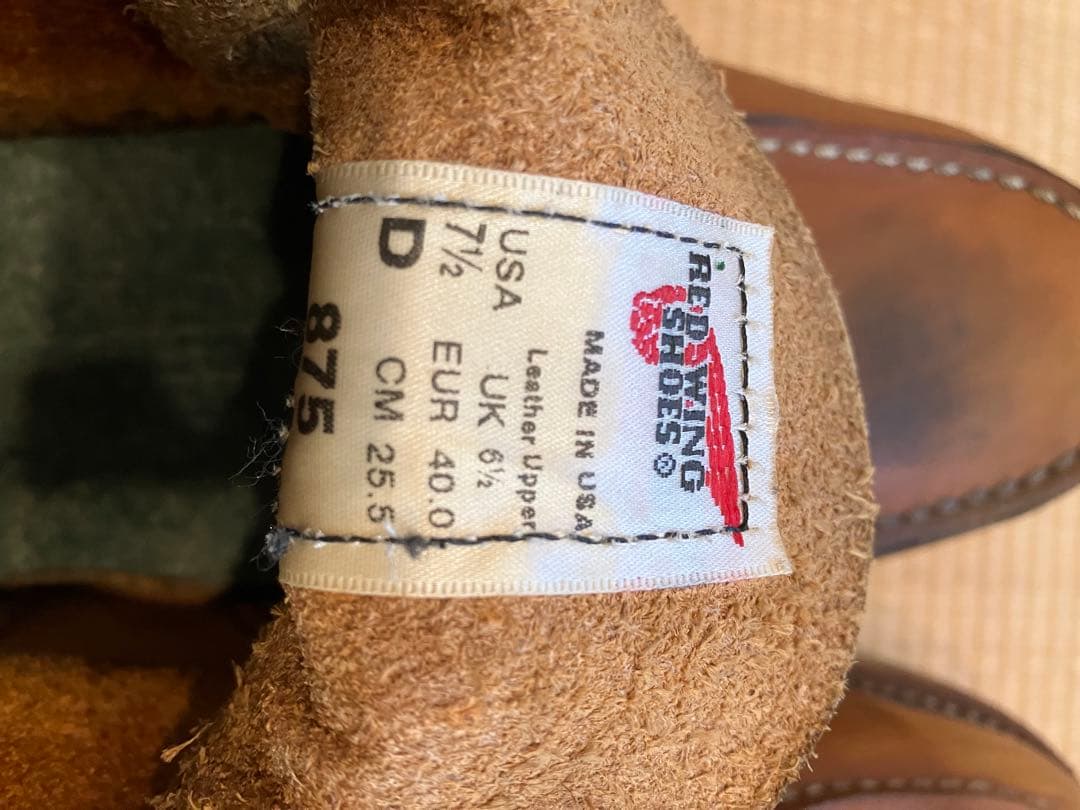 RED WING
SHOES®
MADE IN USA
Leather Upper
USA UK 6½
7½ EUR 40.0
D CM 25.5
875